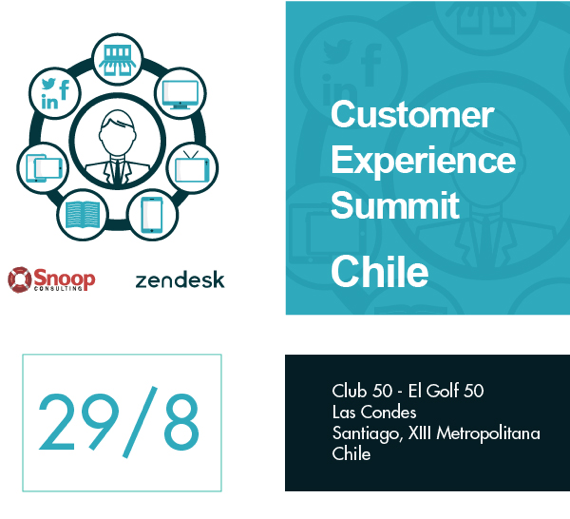 Customer
Experience
Summit
Chile
Snoop
CONSULTING
zendesk
29/8
Club 50 - El Golf 50
Las Condes
Santiago, XIII Metropolitana
Chile